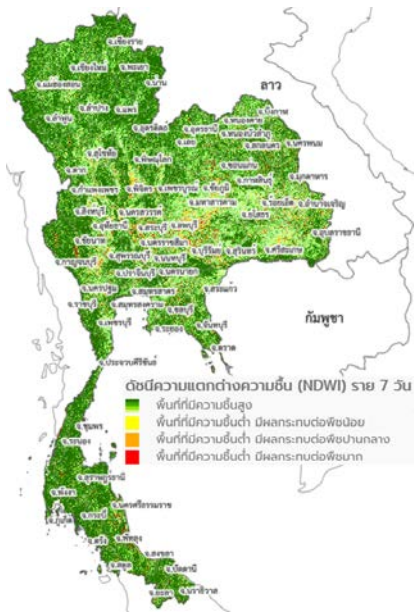 จ.เชียงราย
จ.เชียงใหม่
จ.พะเยา
จ.แม่ฮ่องสอน
จ.น่าน
จ.ลำปาง
จ.แพร่
จ.ลำพูน
ลาว
จ.บึงกาฬ
จ.อุตรดิตถ์
จ.อุดรธานี
จ.หนองคาย
จ.เลย
จ.หนองบัวลำภู
จ.สกลนคร
จ.นครพนม
จ.สุโขทัย
จ.พิษณุโลก
จ.ขอนแก่น
จ.ตาก
จ.กาฬสินธุ์
จ.มุกดาหาร
จ.กำแพงเพชร
จ.พิจิตร
จ.เพชรบูรณ์
จ.ชัยภูมิ
จ.มหาสารคาม
จ.ร้อยเอ็ด
จ.อำนาจเจริญ
จ.สิงห์บุรี
จ.นครสวรรค์
จ.ยโสธร
จ.อุทัยธานี
จ.สระบุรี
จ.ลพบุรี
จ.อุบลราชธานี
จ.ชัยนาท
จ.นครราชสีมา
จ.บุรีรัมย์
จ.สุรินทร์
จ.ศรีสะเกษ
จ.สุพรรณบุรี
จ.นนทบุรี
จ.กาญจนบุรี
จ.ปราจีนบุรี
จ.นครนายก
จ.นครปฐม
จ.สมุทรสาคร
จ.สระแก้ว
จ.ราชบุรี
จ.สมุทรสงคราม
จ.ชลบุรี
จ.เพชรบุรี
จ.ระยอง
จ.จันทบุรี
กัมพูชา
จ.ตราด
จ.ประจวบคีรีขันธ์
ดัชนีความแตกต่างความชื้น (NDWI) ราย 7 วัน
พื้นที่ที่มีความชื้นสูง
พื้นที่ที่มีความชื้นต่ำ มีผลกระทบต่อพืชน้อย
พื้นที่ที่มีความชื้นต่ำ มีผลกระทบต่อพืชปานกลาง
พื้นที่ที่มีความชื้นต่ำ มีผลกระทบต่อพืชมาก
จ.ชุมพร
จ.ระนอง
จ.สุราษฎร์ธานี
จ.พังงา
จ.นครศรีธรรมราช
จ.กระบี่
จ.ภูเก็ต
จ.ตรัง
จ.พัทลุง
จ.สงขลา
จ.สตูล
จ.ปัตตานี
จ.ยะลา
จ.นราธิวาส